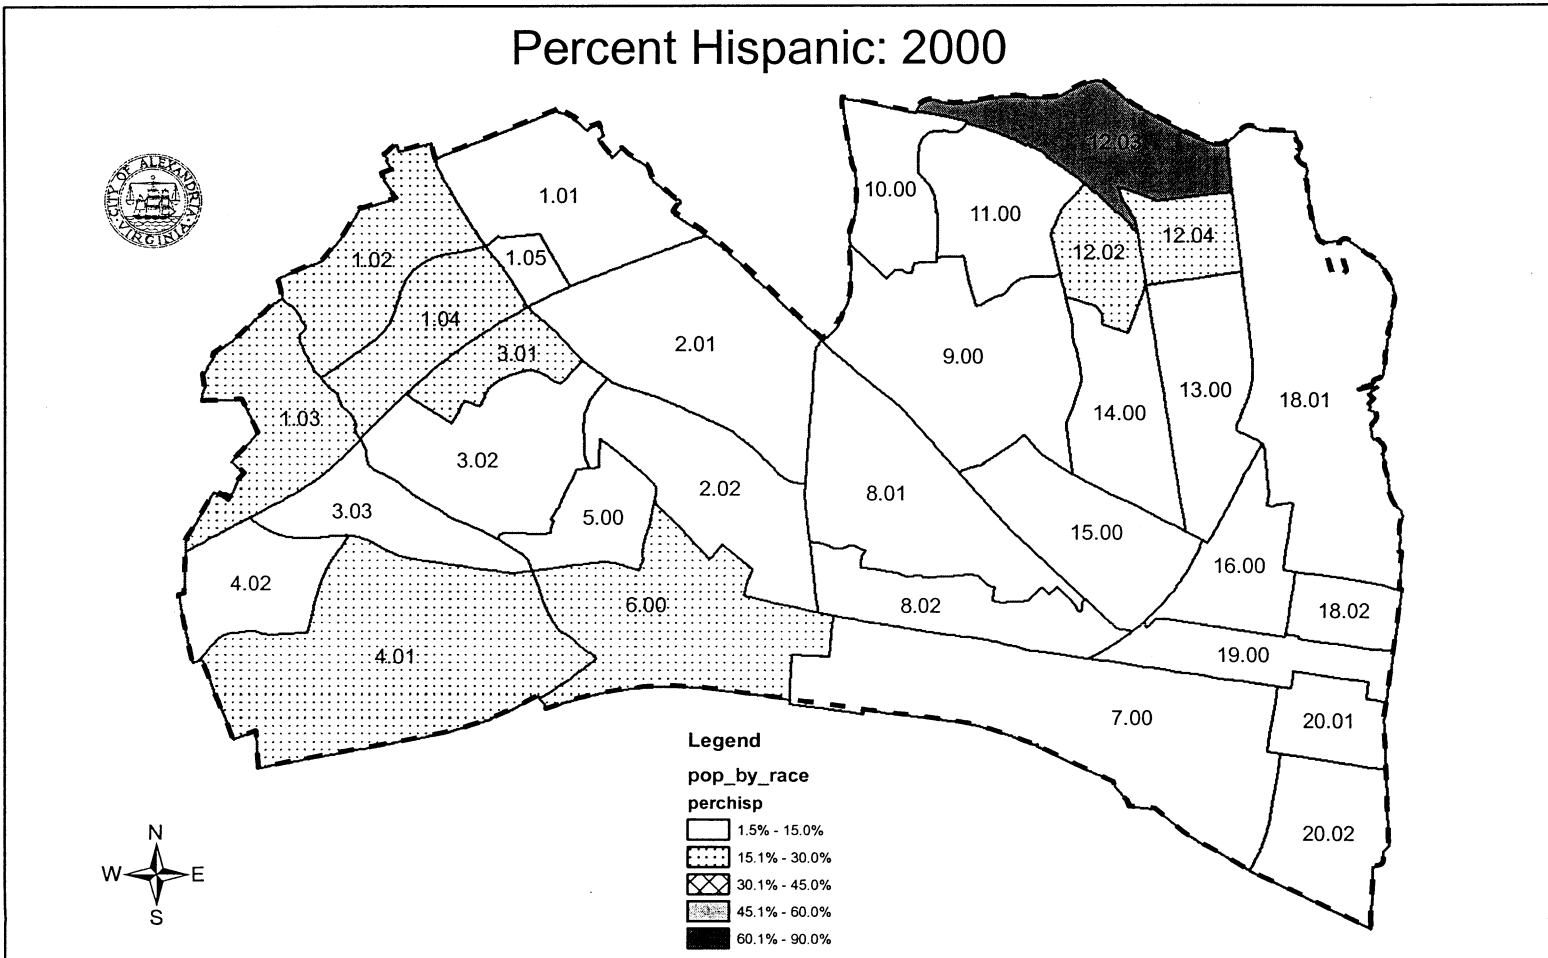 Percent Hispanic: 2000
CITY OF ALEXANDRIA
VIRGINIA
12.03
1.01
10.00
11.00
12.02
12.04
1.02
1.05
1.04
3.01
2.01
9.00
13.00
14.00
18.01
1.03
3.02
2.02
8.01
3.03
5.00
15.00
16.00
4.02
6.00
8.02
18.02
4.01
19.00
7.00
20.01
20.02
Legend
pop_by_race
perchisp
1.5% - 15.0%
15.1% - 30.0%
30.1% - 45.0%
45.1% - 60.0%
60.1% - 90.0%
N
W E
S